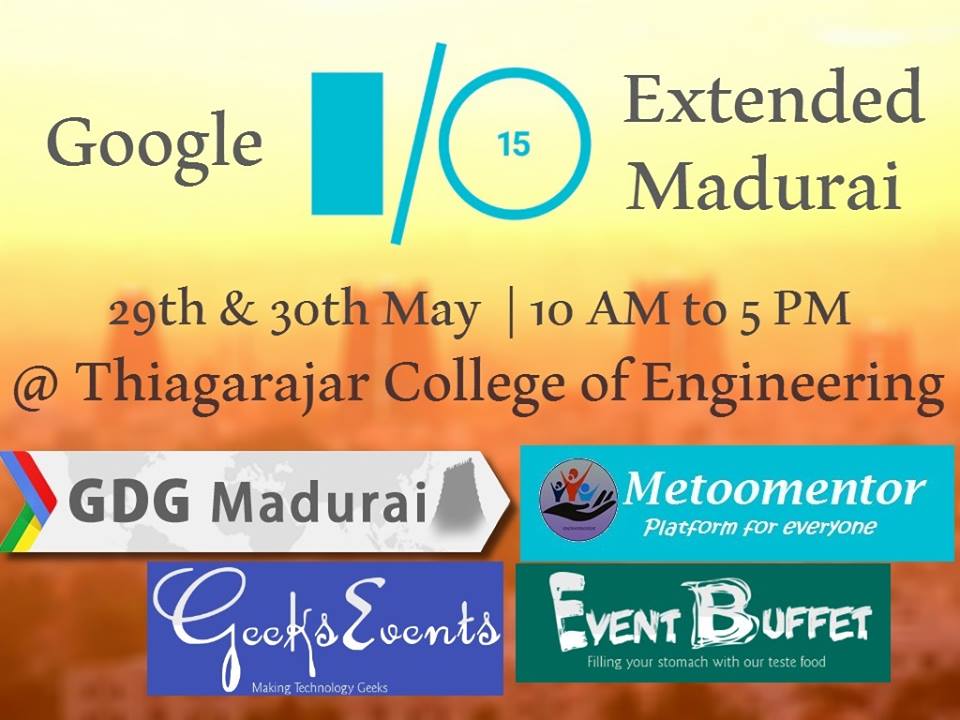 Google
I/O
15
Extended
Madurai
29th & 30th May | 10 AM to 5 PM
@ Thiagarajar College of Engineering
GDG Madurai
Metoomentor
Platform for everyone
GeeksEvents
Making Technology Geeks
Event Buffet
Filling your stomach with our teste food